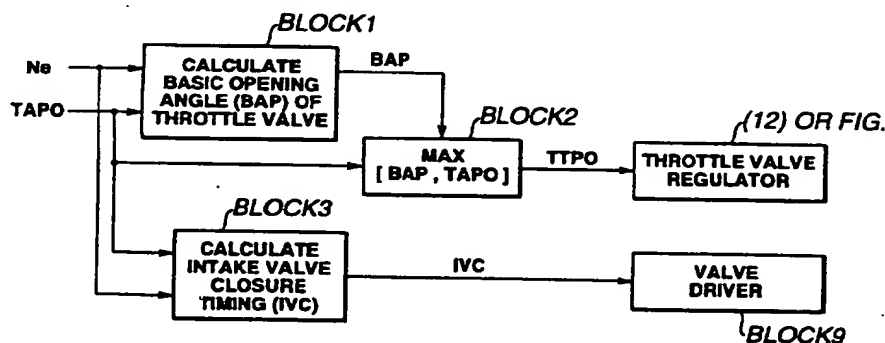 BLOCK1
Ne
TAPO
CALCULATE
BASIC OPENING
ANGLE (BAP) OF
THROTTLE VALVE
BAP
BLOCK2
MAX
[ BAP , TAPO ]
TTPO
(12) OR FIG.
THROTTLE VALVE
REGULATOR
BLOCK3
CALCULATE
INTAKE VALVE
CLOSURE
TIMING (IVC)
IVC
VALVE
DRIVER
BLOCK9